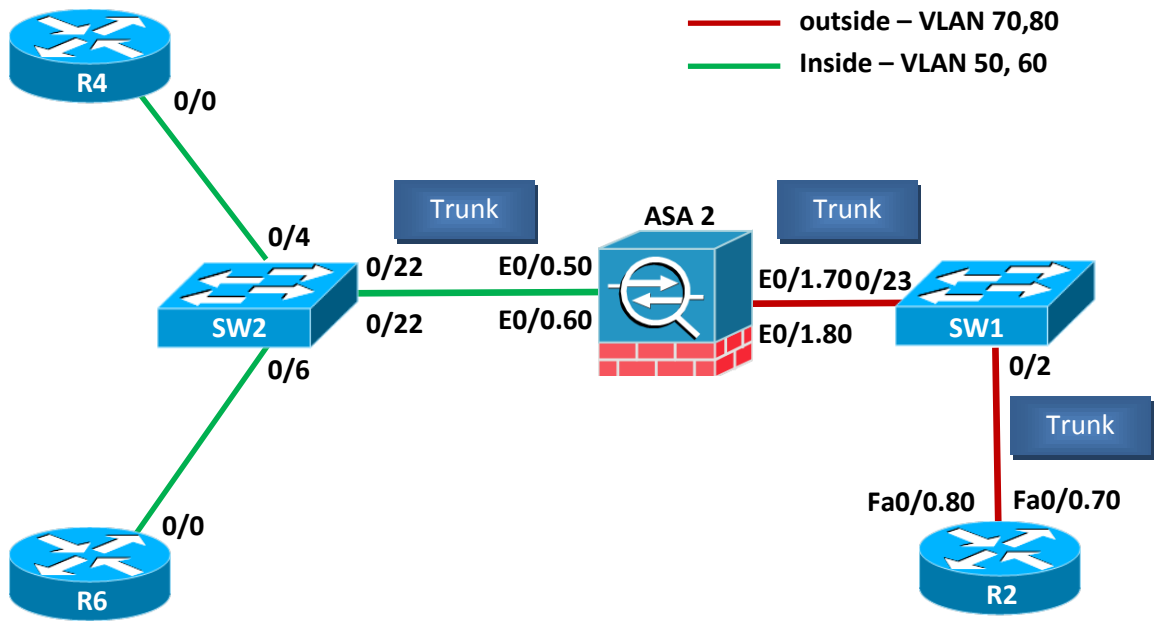 outside – VLAN 70,80
Inside – VLAN 50, 60
R4
0/0
Trunk
Trunk
ASA 2
0/4
0/22
E0/0.50
E0/1.70
0/23
SW2
0/22
E0/0.60
E0/1.80
SW1
0/6
0/2
Trunk
Fa0/0.80
Fa0/0.70
0/0
R6
R2